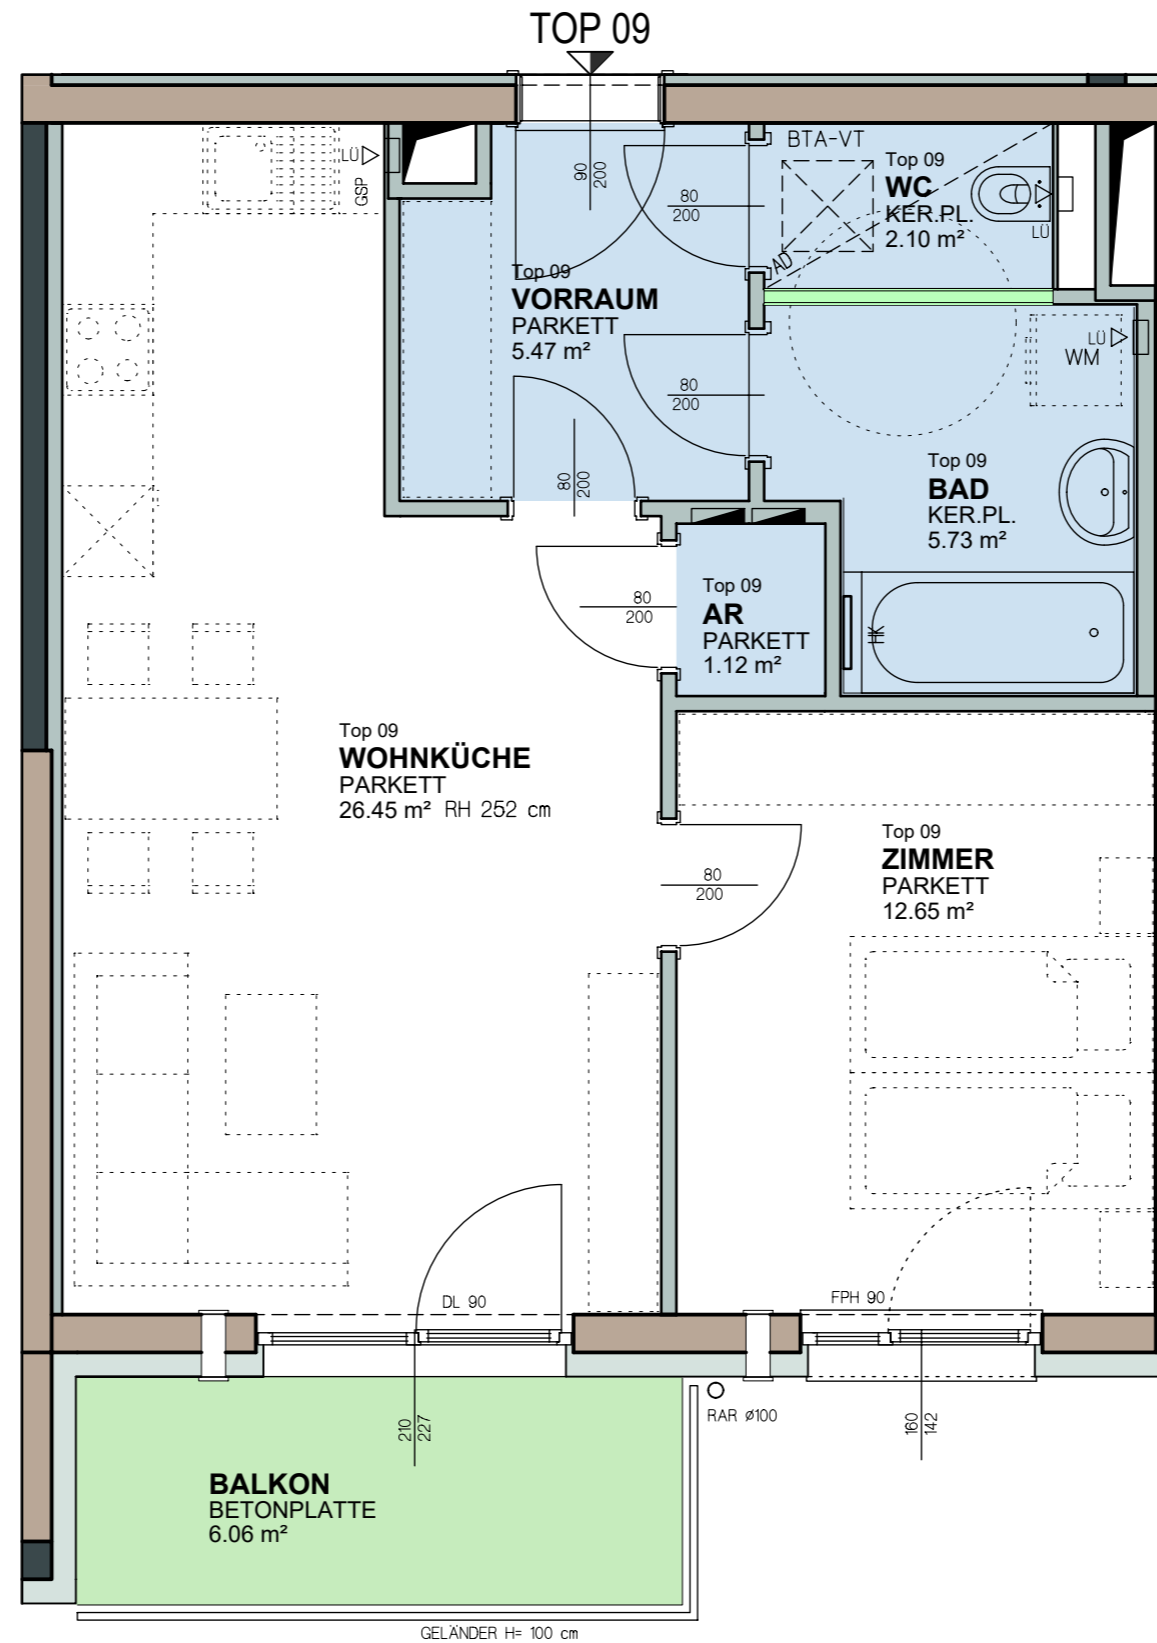 TOP 09
BTA-VT
Top 09
WC
KER.PL.
2.10 m²
LÜ
GSP
90
200
80
200
LÜ
AD
Top 09
VORRAUM
PARKETT
5.47 m²
LÜ
WM
80
200
Top 09
BAD
KER.PL.
5.73 m²
80
200
Top 09
AR
PARKETT
1.12 m²
80
200
HK
Top 09
WOHNKÜCHE
PARKETT
26.45 m² RH 252 cm
Top 09
ZIMMER
PARKETT
12.65 m²
80
200
DL 90
FPH 90
210
227
RAR ø100
160
142
BALKON
BETONPLATTE
6.06 m²
GELÄNDER H= 100 cm